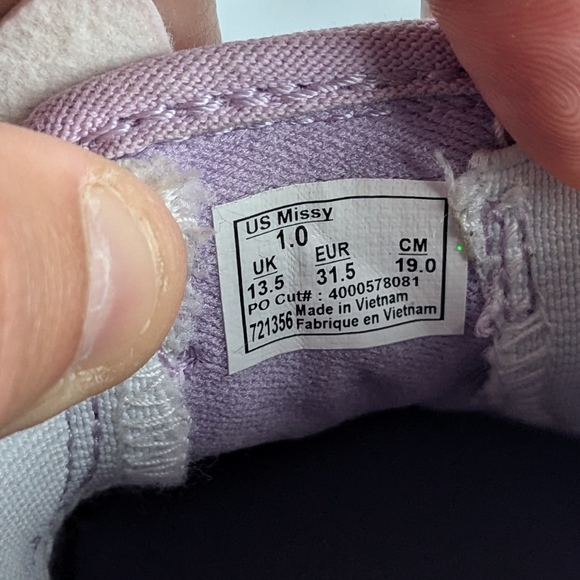 US Missy
1.0
UK EUR CM
13.5 31.5 19.0
PO Cut# : 4000578081
Made in Vietnam
721356 Fabrique en Vietnam